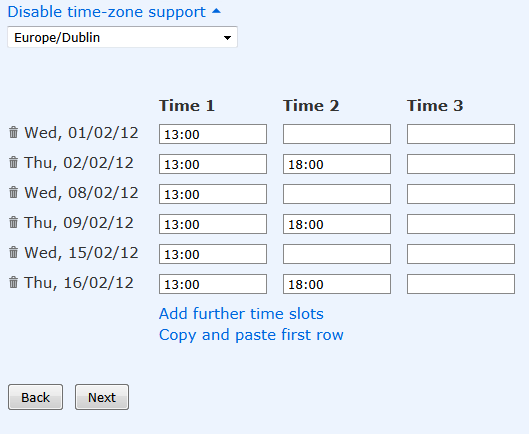 Disable time-zone support
Europe/Dublin
Time 1 Time 2 Time 3
Wed, 01/02/12 13:00
Thu, 02/02/12 13:00 18:00
Wed, 08/02/12 13:00
Thu, 09/02/12 13:00 18:00
Wed, 15/02/12 13:00
Thu, 16/02/12 13:00 18:00
Add further time slots
Copy and paste first row
Back Next